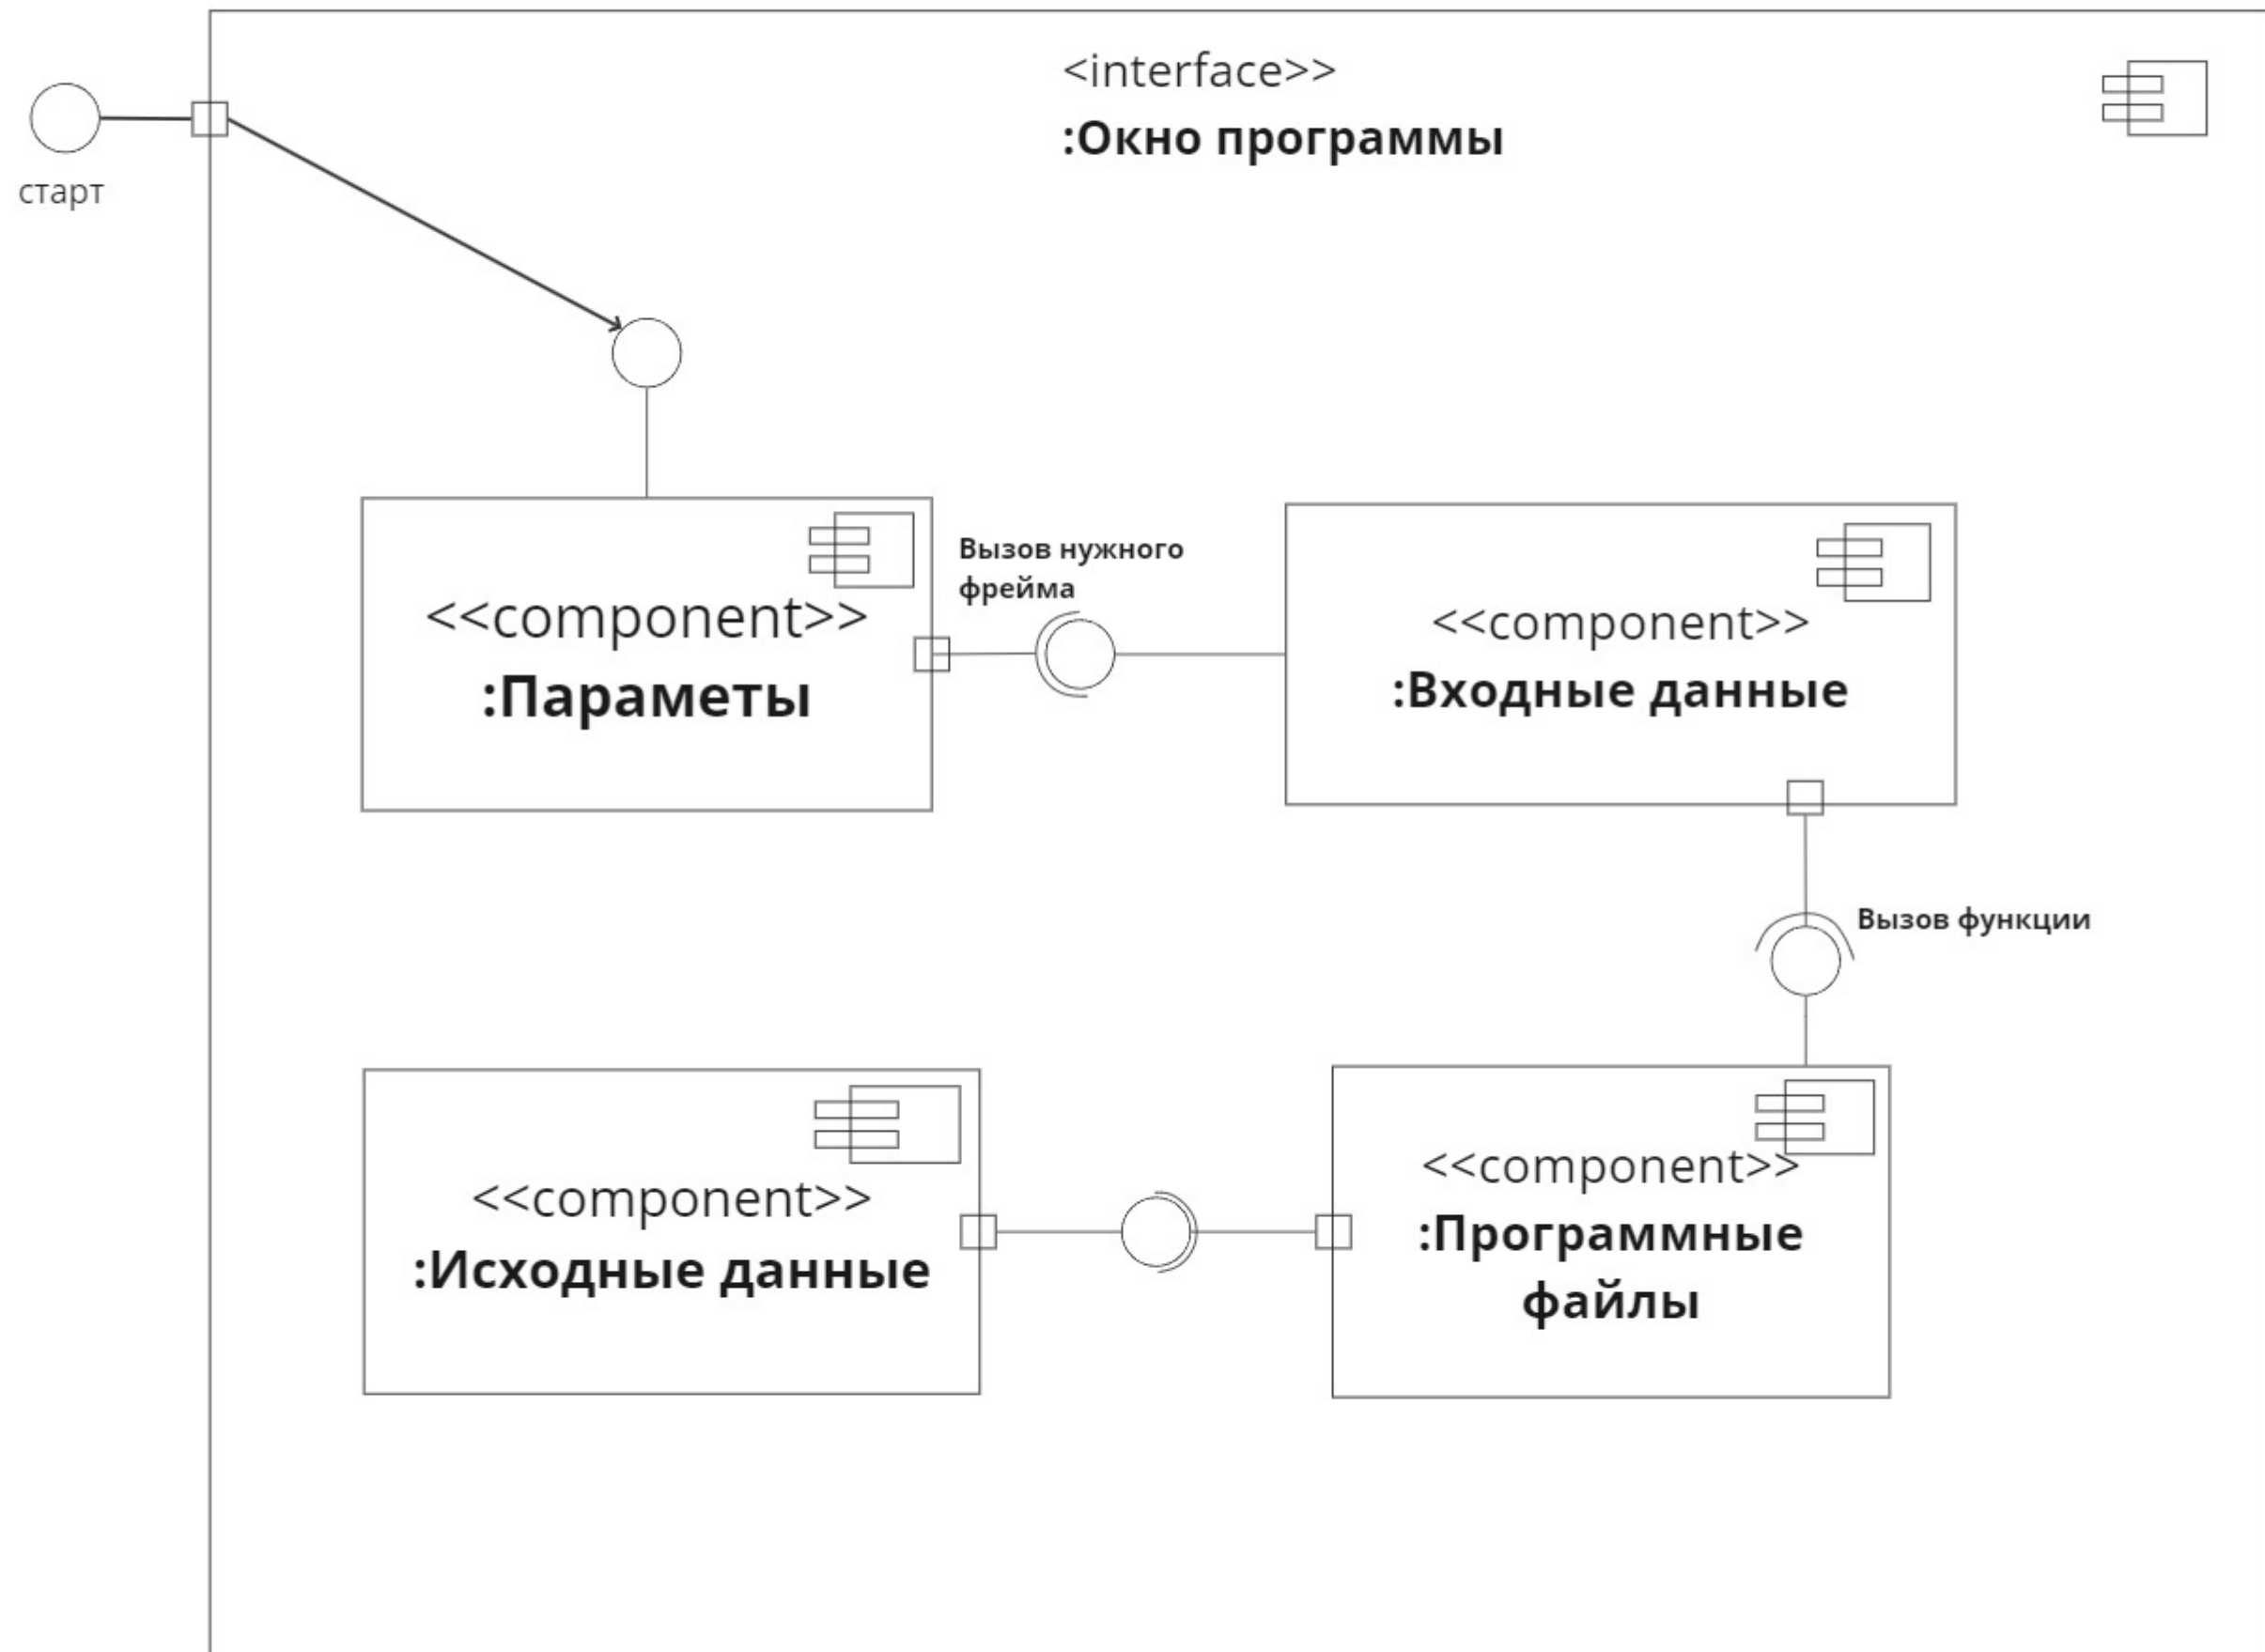 <interface>>
:Окно программы
старт
Вызов нужного
фрейма
<<component>>
:Параметы
<<component>>
:Входные данные
Вызов функции
<<component>>
:Исходные данные
<<component>>
:Программные
файлы